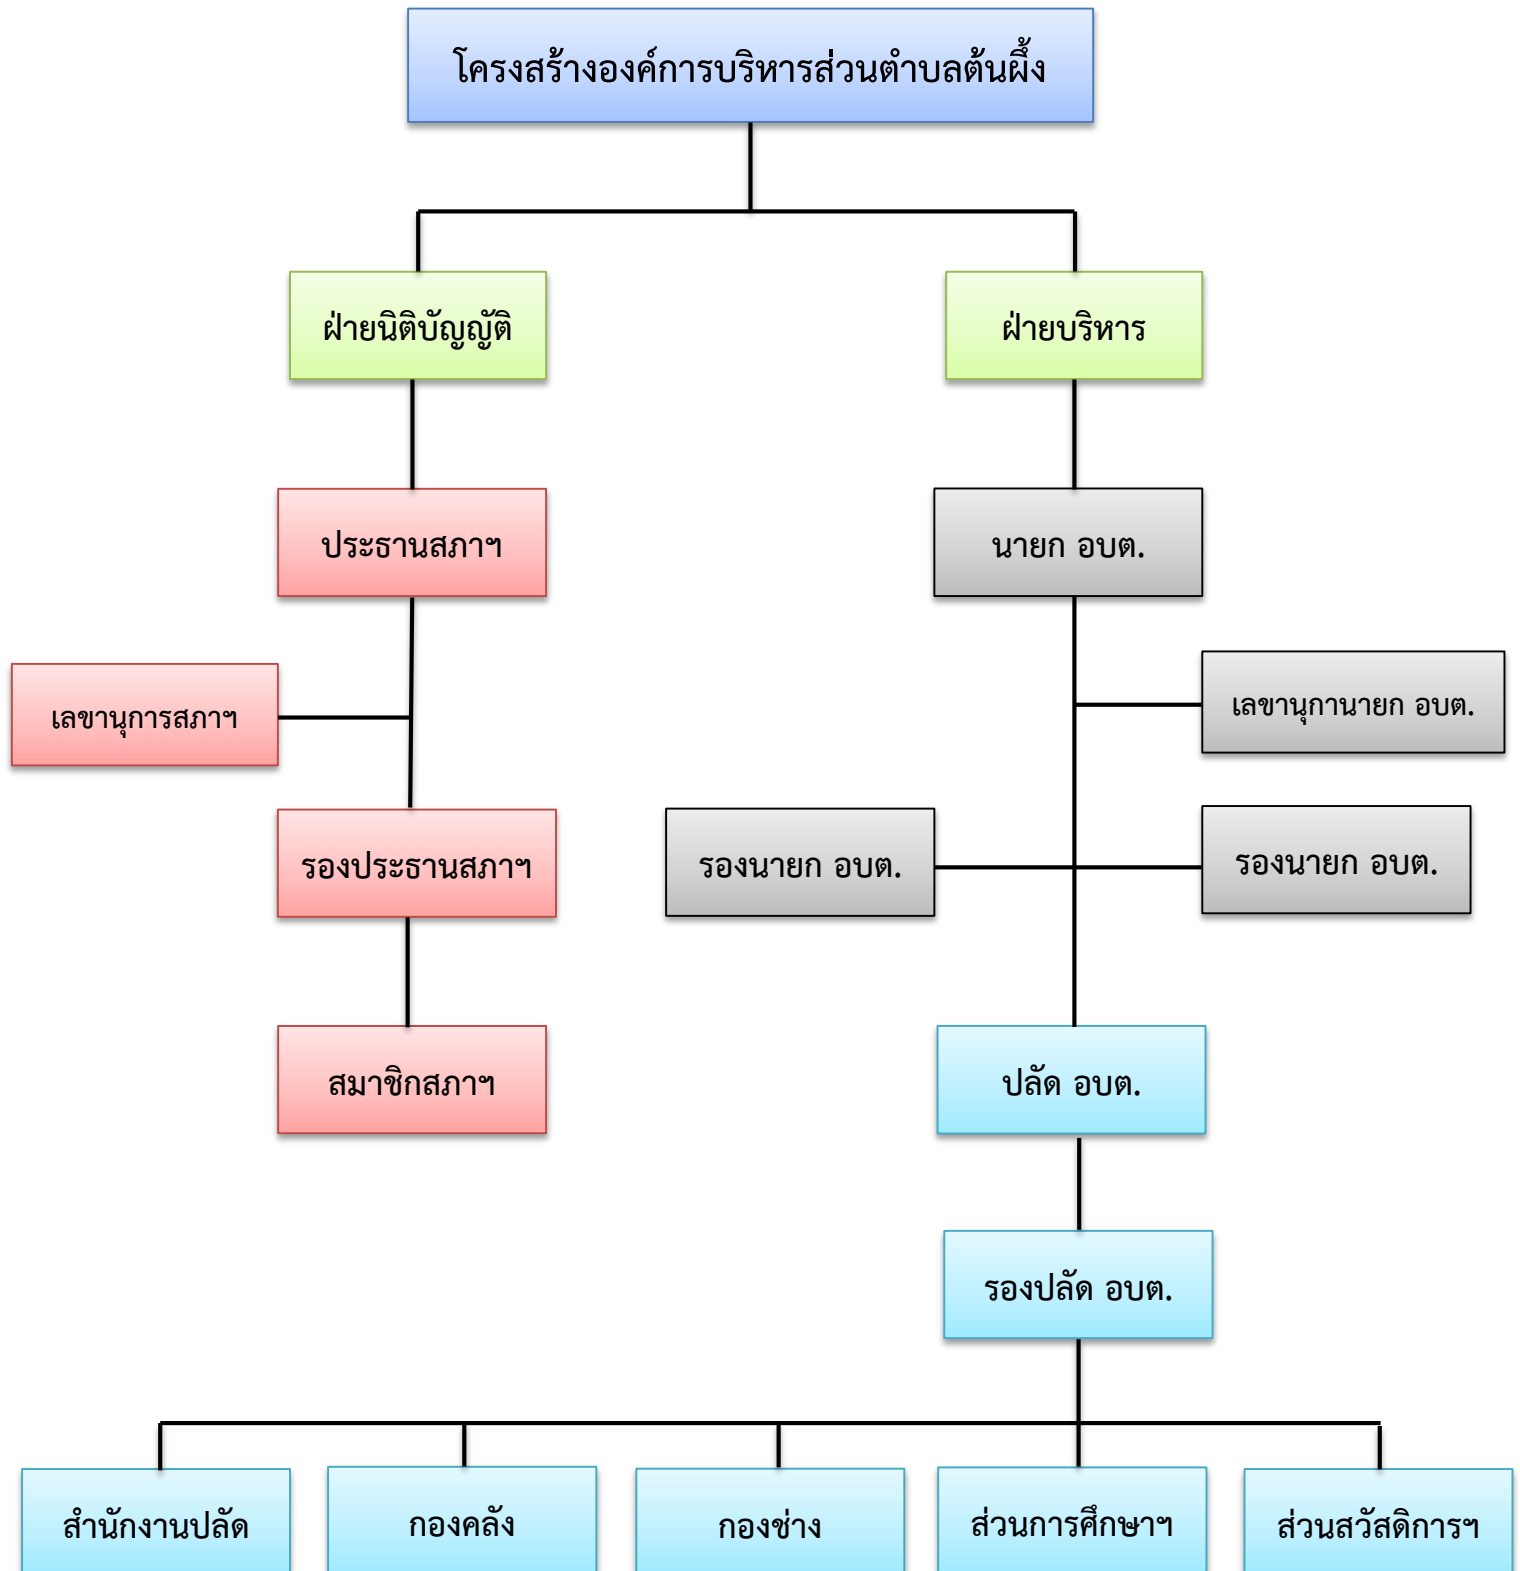 โครงสร้างองค์การบริหารส่วนตำบลต้นผึ้ง
ฝ่ายนิติบัญญัติ
ฝ่ายบริหาร
ประธานสภาฯ
นายก อบต.
เลขานุการสภาฯ
เลขานุกานายก อบต.
รองประธานสภาฯ
รองนายก อบต.
รองนายก อบต.
สมาชิกสภาฯ
ปลัด อบต.
รองปลัด อบต.
สำนักงานปลัด
กองคลัง
กองช่าง
ส่วนการศึกษาฯ
ส่วนสวัสดิการฯ